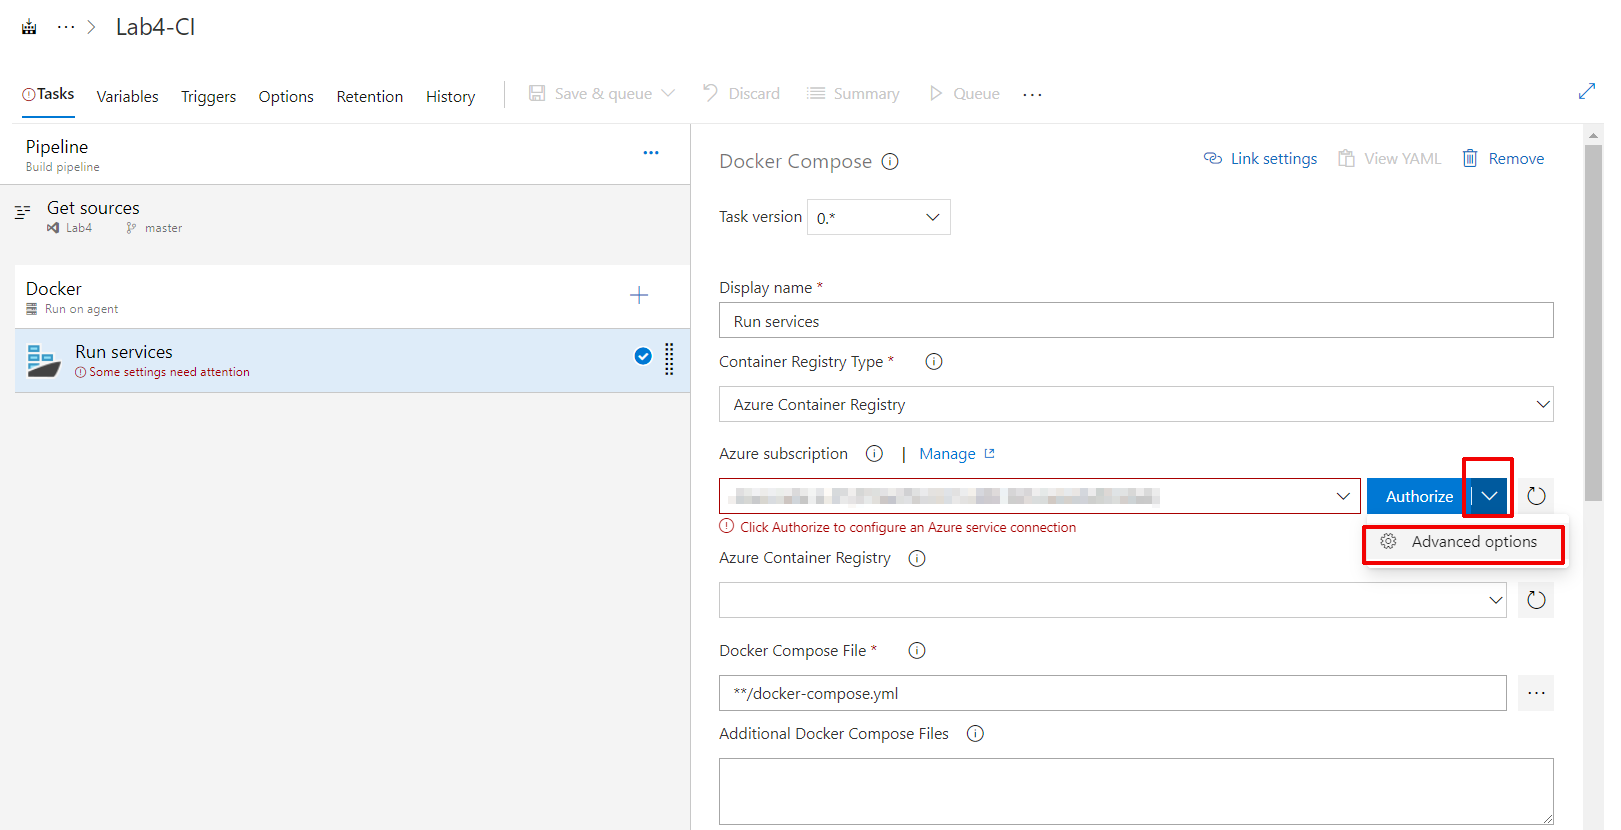 ··· > Lab4-CI
Tasks Variables Triggers Options Retention History Save & queue Discard Summary Queue ···
Pipeline ···
Build pipeline
Get sources
Lab4 master
Docker
Run on agent
Run services
Some settings need attention
Docker Compose Link settings View YAML Remove
Task version 0.*
Display name *
Run services
Container Registry Type *
Azure Container Registry
Azure subscription | Manage
Authorize
Click Authorize to configure an Azure service connection
Advanced options
Azure Container Registry
Docker Compose File *
**/docker-compose.yml ···
Additional Docker Compose Files